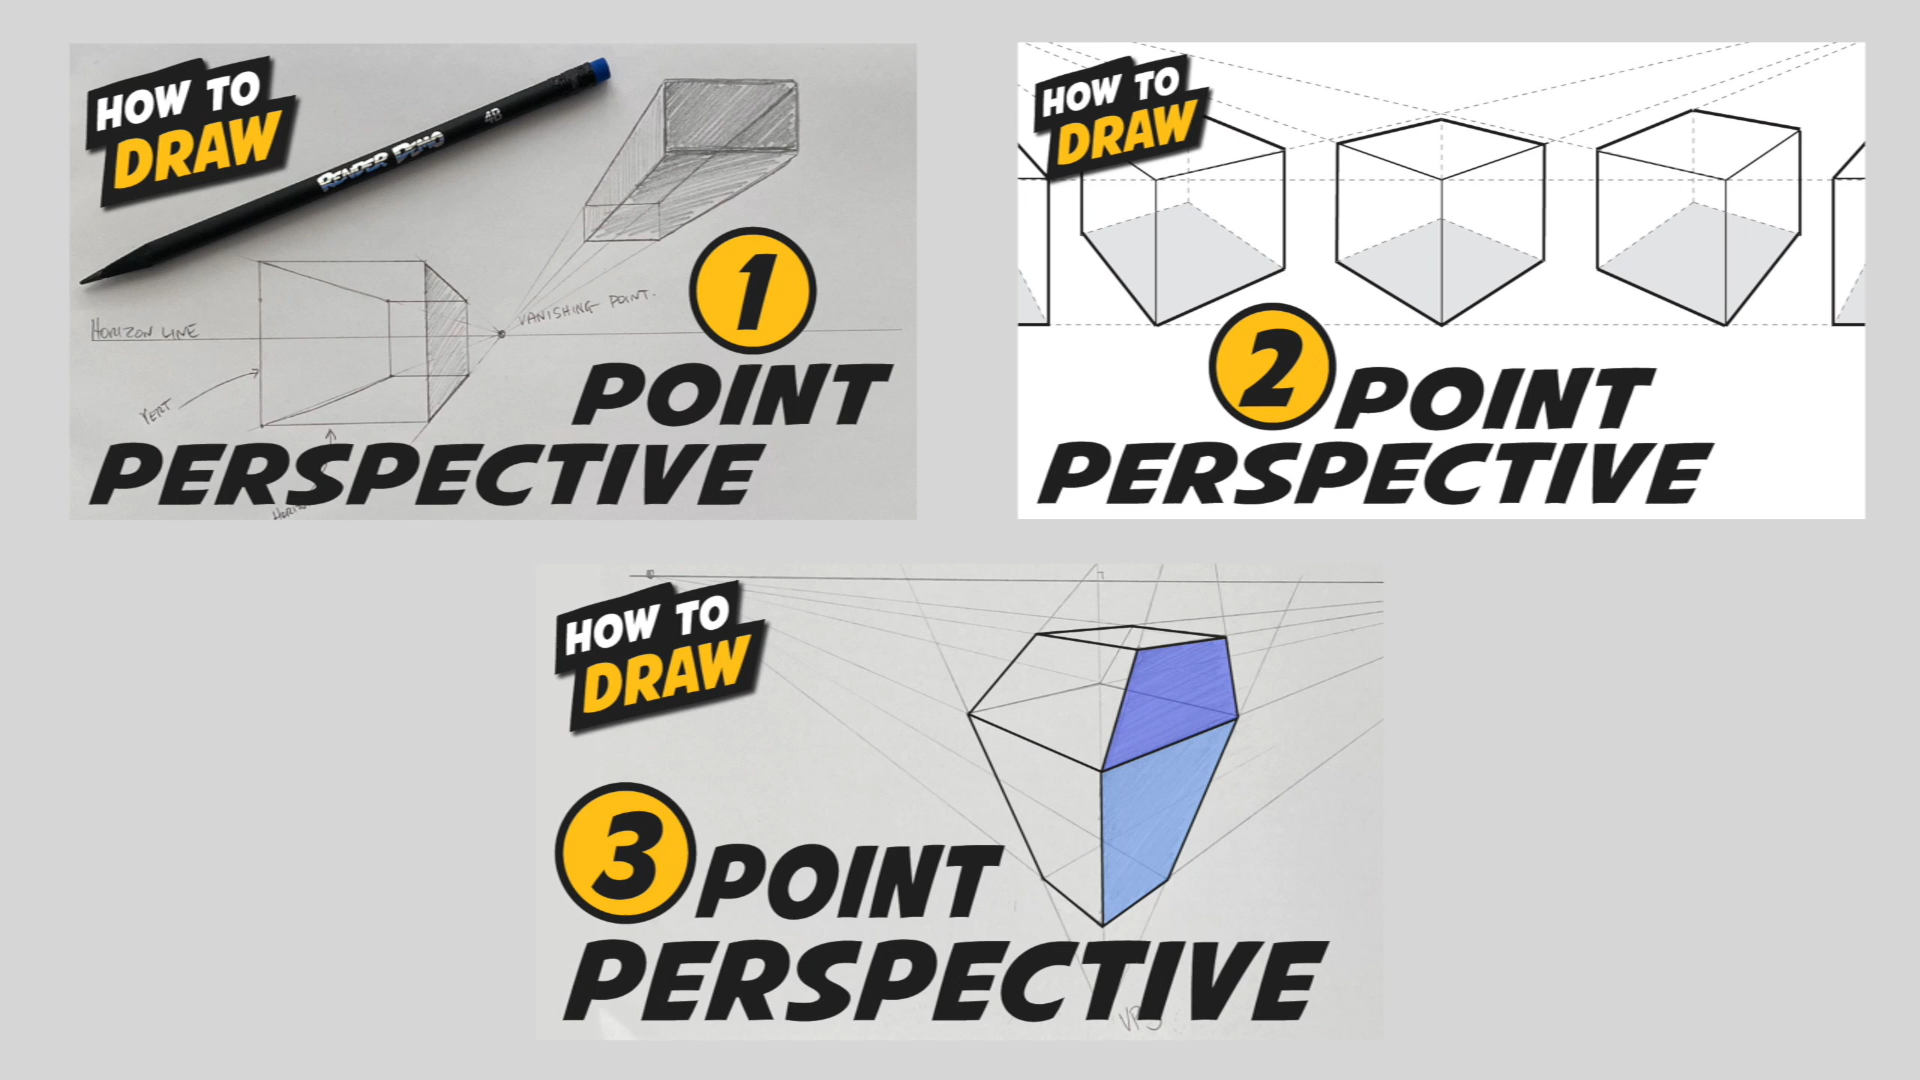 HOW TO
DRAW
RENDER DEMO
4B
VANISHING POINT.
HORIZON LINE
VERT
1
POINT
PERSPECTIVE
HOW TO
DRAW
2 POINT
PERSPECTIVE
HOW TO
DRAW
3 POINT
PERSPECTIVE
VP3